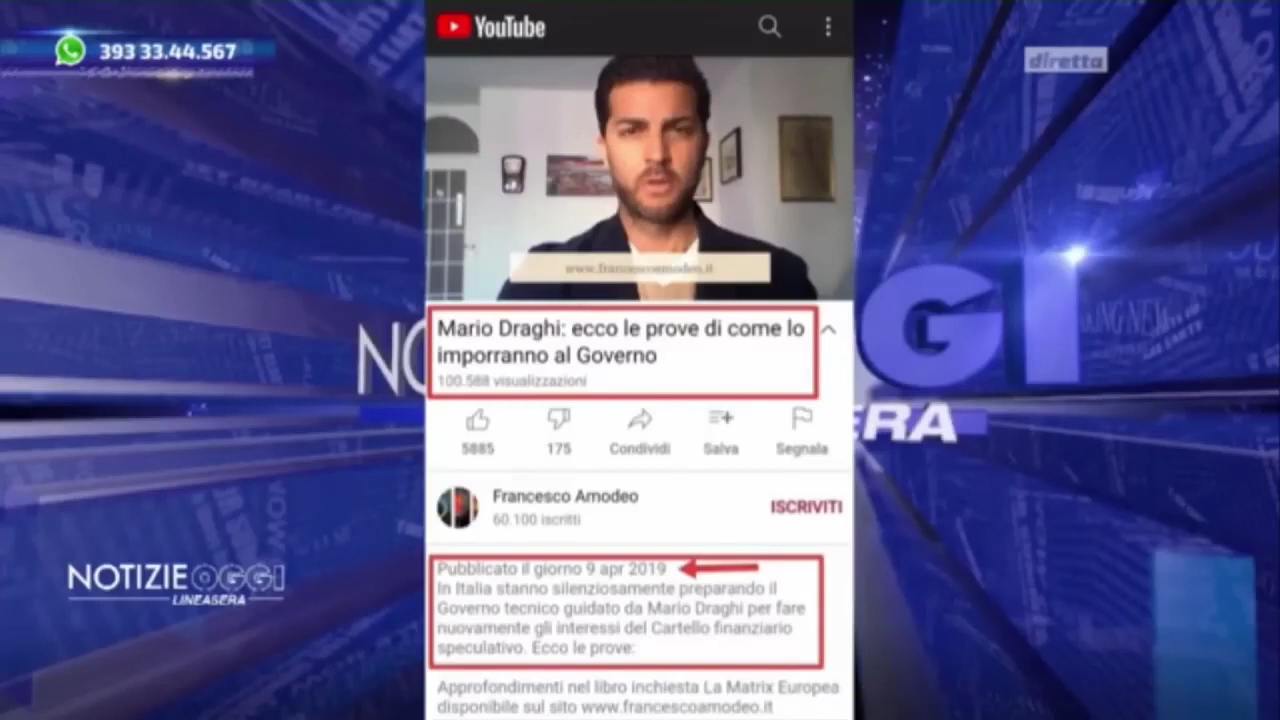 393 33.44.567
YouTube
diretta
www.francescoamodeo.it
Mario Draghi: ecco le prove di come lo
imporranno al Governo
100.588 visualizzazioni
5885
175
Condividi
Salva
Segnala
Francesco Amodeo
60.100 iscritti
ISCRIVITI
Pubblicato il giorno 9 apr 2019
In Italia stanno silenziosamente preparando il
Governo tecnico guidato da Mario Draghi per fare
nuovamente gli interessi del Cartello finanziario
speculativo. Ecco le prove:
Approfondimenti nel libro inchiesta La Matrix Europea
disponibile sul sito www.francescoamodeo.it
NOTIZIE OGGI
LINEASERA
NO
GI
ERA